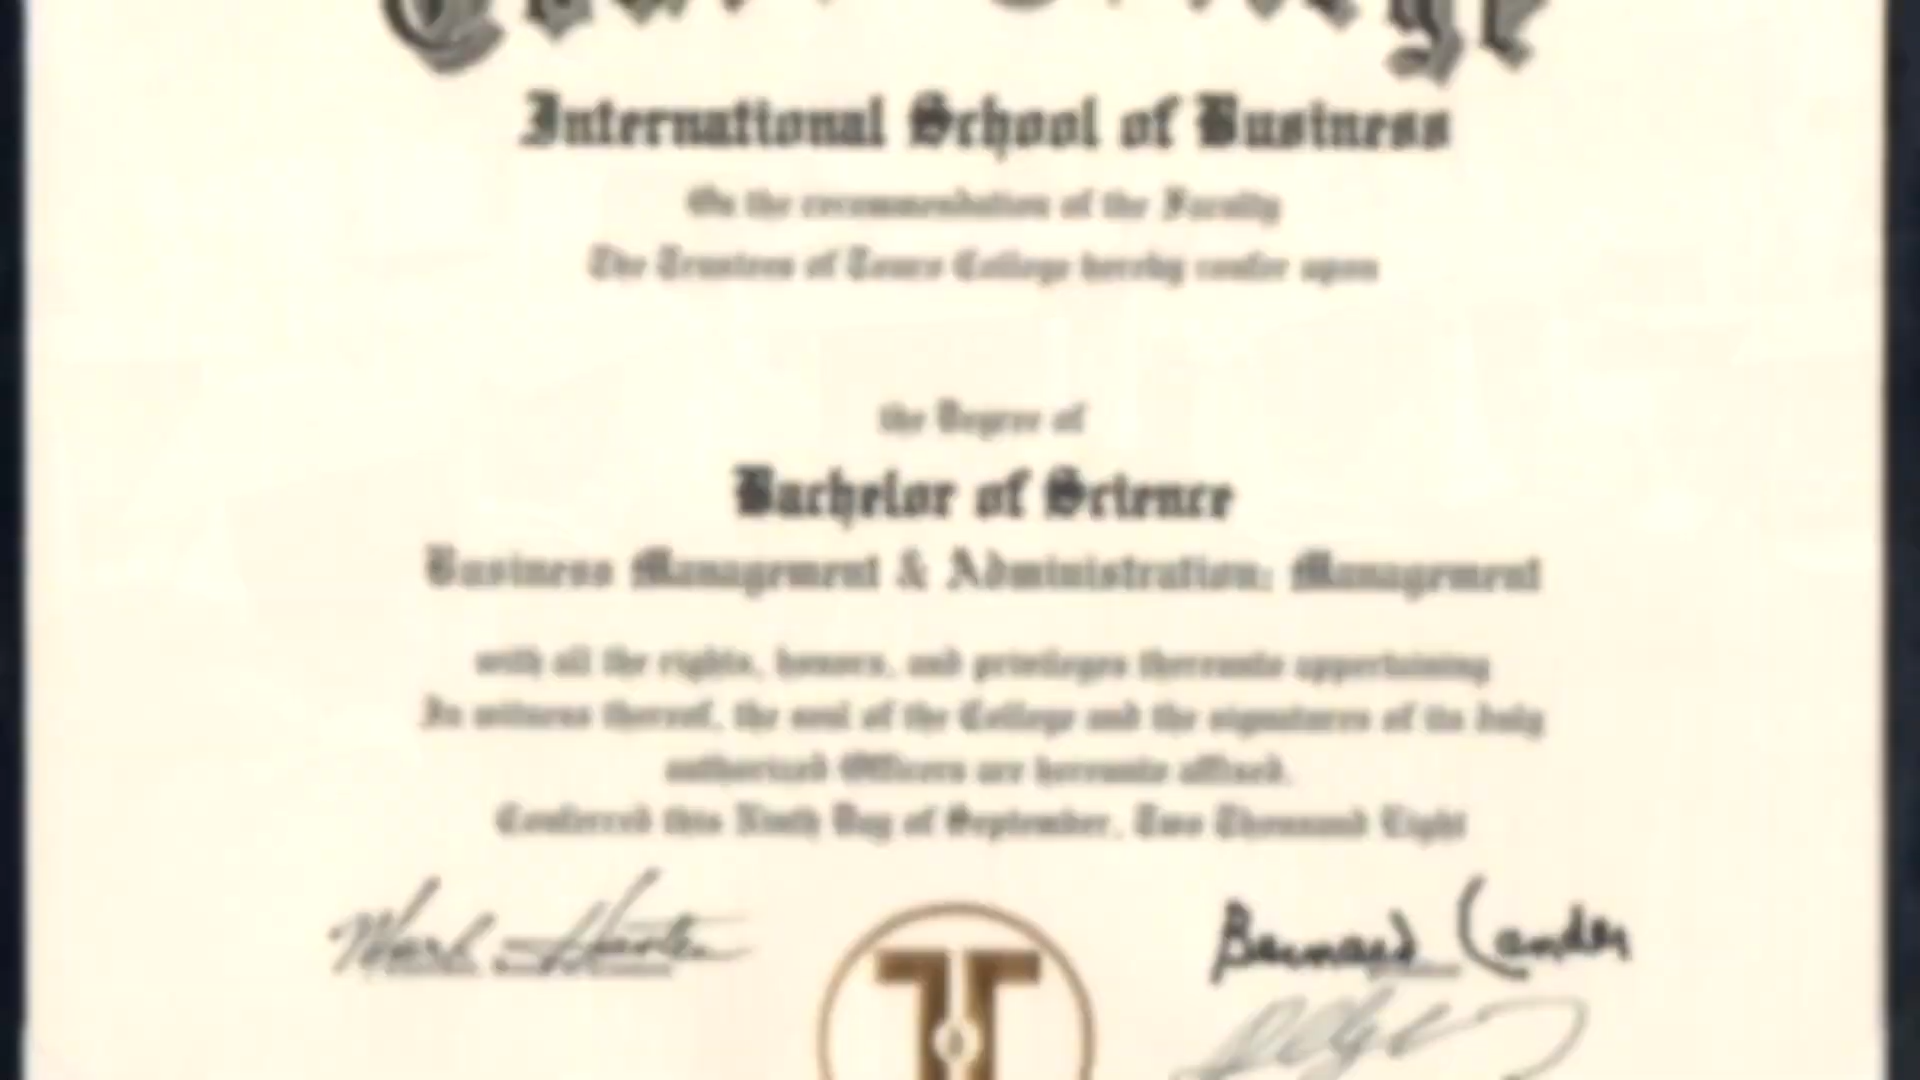 International School of Business
On the recommendation of the Faculty
The Trustees of Touro College hereby confer upon
the Degree of
Bachelor of Science
Business Management & Administration: Management
with all the rights, honors, and privileges thereunto appertaining
In witness thereof, the seal of the College and the signatures of its duly
authorized Officers are hereunto affixed.
Conferred this Ninth Day of September, Two Thousand Eight
Bernard Lander